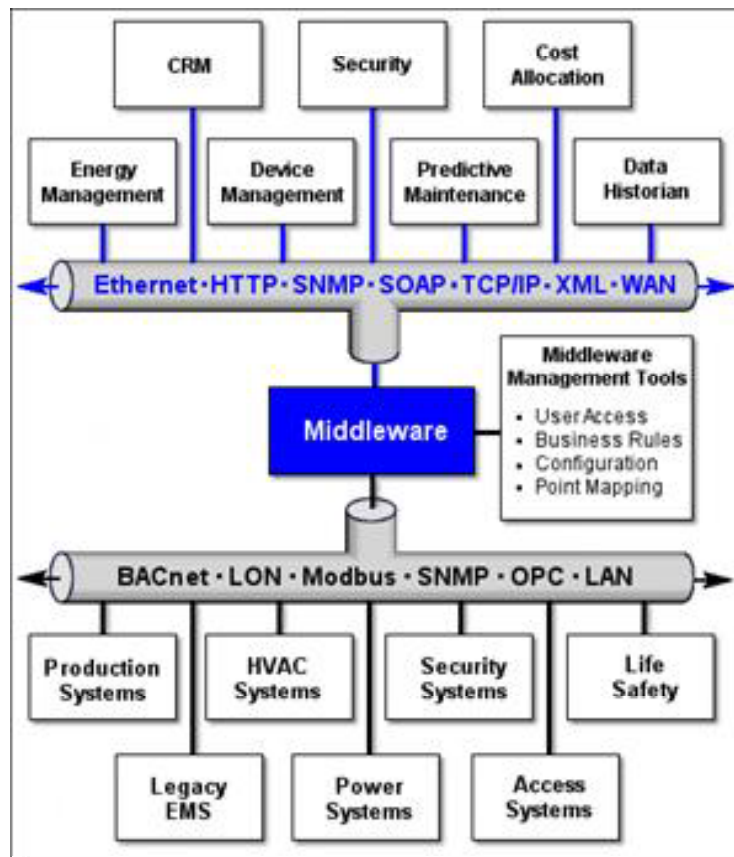 CRM
Security
Cost
Allocation
Energy
Management
Device
Management
Predictive
Maintenance
Data
Historian
Ethernet · HTTP · SNMP · SOAP · TCP/IP · XML · WAN
Middleware
Middleware
Management Tools
• User Access
• Business Rules
• Configuration
• Point Mapping
BACnet · LON · Modbus · SNMP · OPC · LAN
Production
Systems
HVAC
Systems
Security
Systems
Life
Safety
Legacy
EMS
Power
Systems
Access
Systems